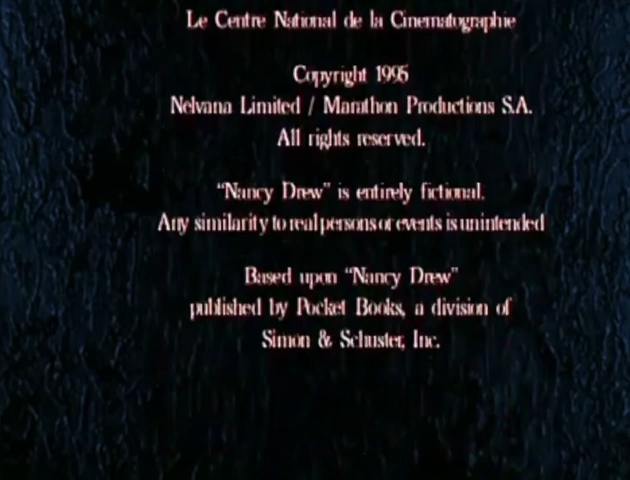 Le Centre National de la Cinematographie
Copyright 1995
Nelvana Limited / Marathon Productions S.A.
All rights reserved.
“Nancy Drew” is entirely fictional.
Any similarity to real persons or events is unintended
Based upon “Nancy Drew”
published by Pocket Books, a division of
Simon & Schuster, Inc.